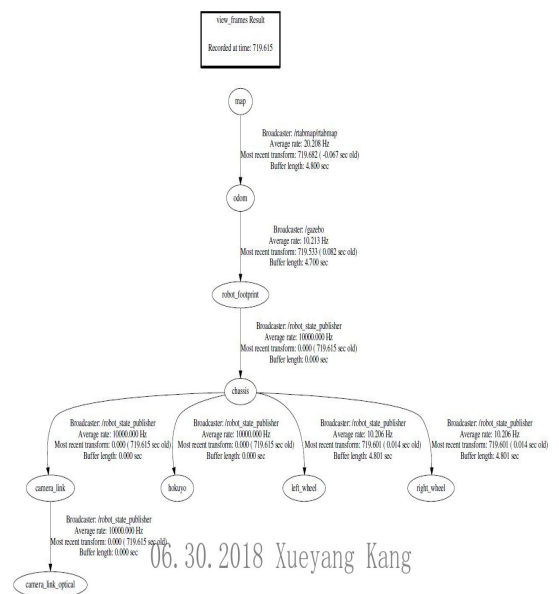 view_frames Result
Recorded at time: 719.615
map
Broadcaster: /rtabmap/rtabmap
Average rate: 20.208 Hz
Most recent transform: 719.682 ( -0.067 sec old)
Buffer length: 4.800 sec
odom
Broadcaster: /gazebo
Average rate: 10.213 Hz
Most recent transform: 719.533 ( 0.082 sec old)
Buffer length: 4.700 sec
robot_footprint
Broadcaster: /robot_state_publisher
Average rate: 10000.000 Hz
Most recent transform: 0.000 ( 719.615 sec old)
Buffer length: 0.000 sec
chassis
Broadcaster: /robot_state_publisher
Average rate: 10000.000 Hz
Most recent transform: 0.000 ( 719.615 sec old)
Buffer length: 0.000 sec
Broadcaster: /robot_state_publisher
Average rate: 10000.000 Hz
Most recent transform: 0.000 ( 719.615 sec old)
Buffer length: 0.000 sec
Broadcaster: /robot_state_publisher
Average rate: 10.206 Hz
Most recent transform: 719.601 ( 0.014 sec old)
Buffer length: 4.801 sec
Broadcaster: /robot_state_publisher
Average rate: 10.206 Hz
Most recent transform: 719.601 ( 0.014 sec old)
Buffer length: 4.801 sec
camera_link
hokuyo
left_wheel
right_wheel
Broadcaster: /robot_state_publisher
Average rate: 10000.000 Hz
Most recent transform: 0.000 ( 719.615 sec old)
Buffer length: 0.000 sec
06.30.2018 Xueyang Kang
camera_link_optical